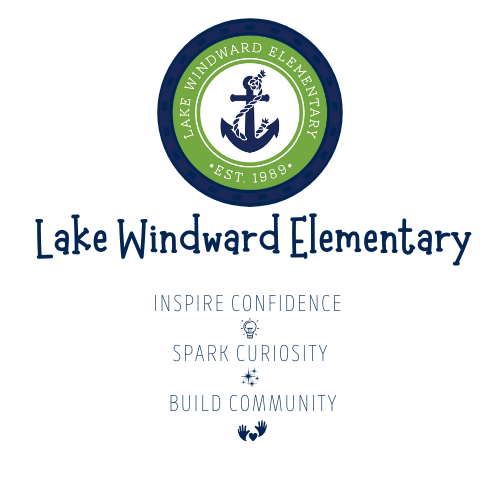 LAKE WINDWARD ELEMENTARY
•EST. 1989•
Lake Windward Elementary
INSPIRE CONFIDENCE
SPARK CURIOSITY
BUILD COMMUNITY